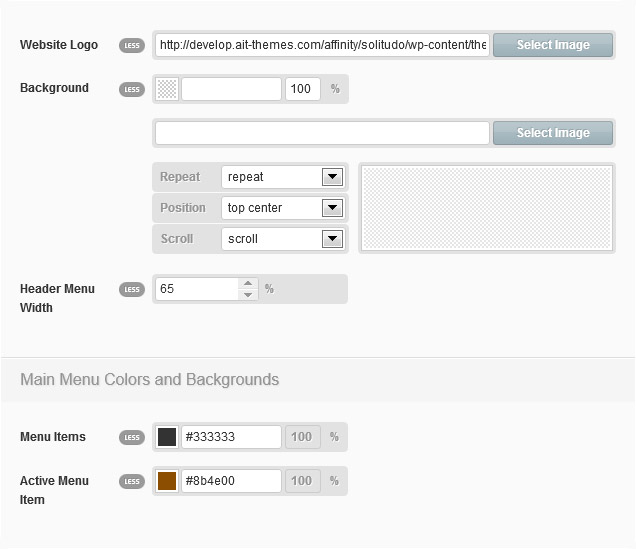 Website Logo LESS http://develop.ait-themes.com/affinity/solitudo/wp-content/the Select Image
Background LESS 100 %
Select Image
Repeat repeat
Position top center
Scroll scroll
Header Menu LESS 65 %
Width
Main Menu Colors and Backgrounds
Menu Items LESS #333333 100 %
Active Menu LESS #8b4e00 100 %
Item